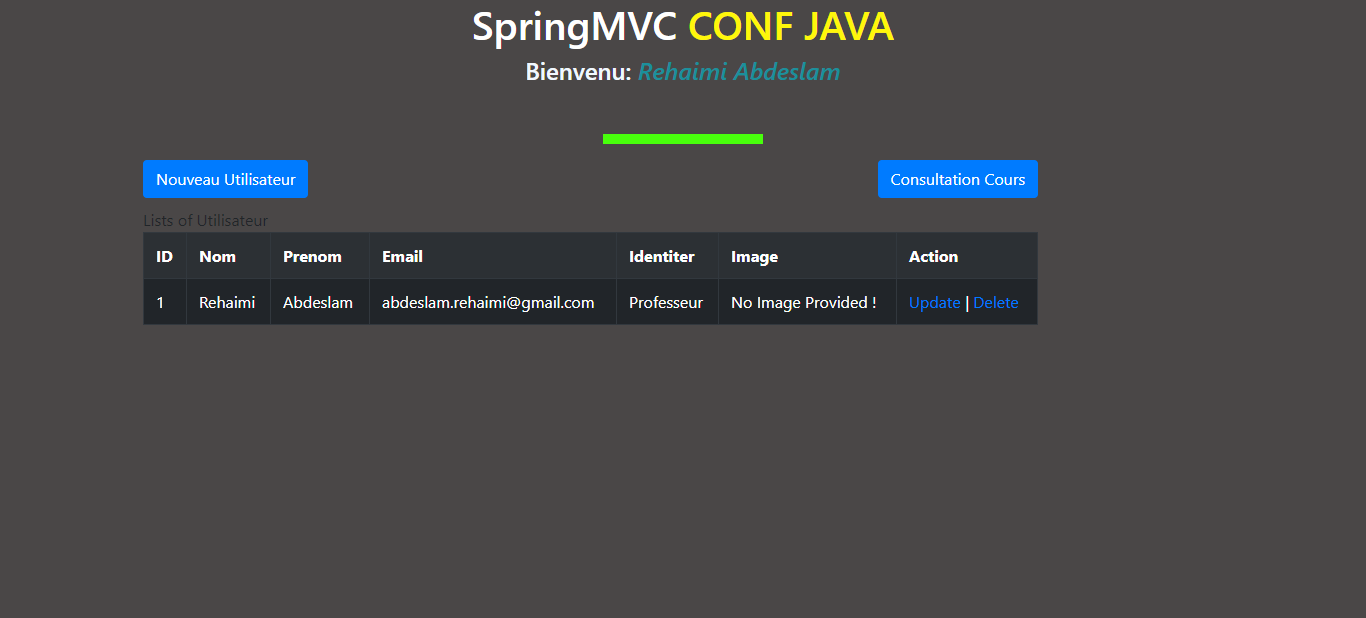 SpringMVC CONF JAVA
Bienvenu: Rehaimi Abdeslam
Nouveau Utilisateur
Consultation Cours
Lists of Utilisateur
ID Nom Prenom Email Identiter Image Action
1 Rehaimi Abdeslam abdeslam.rehaimi@gmail.com Professeur No Image Provided ! Update | Delete